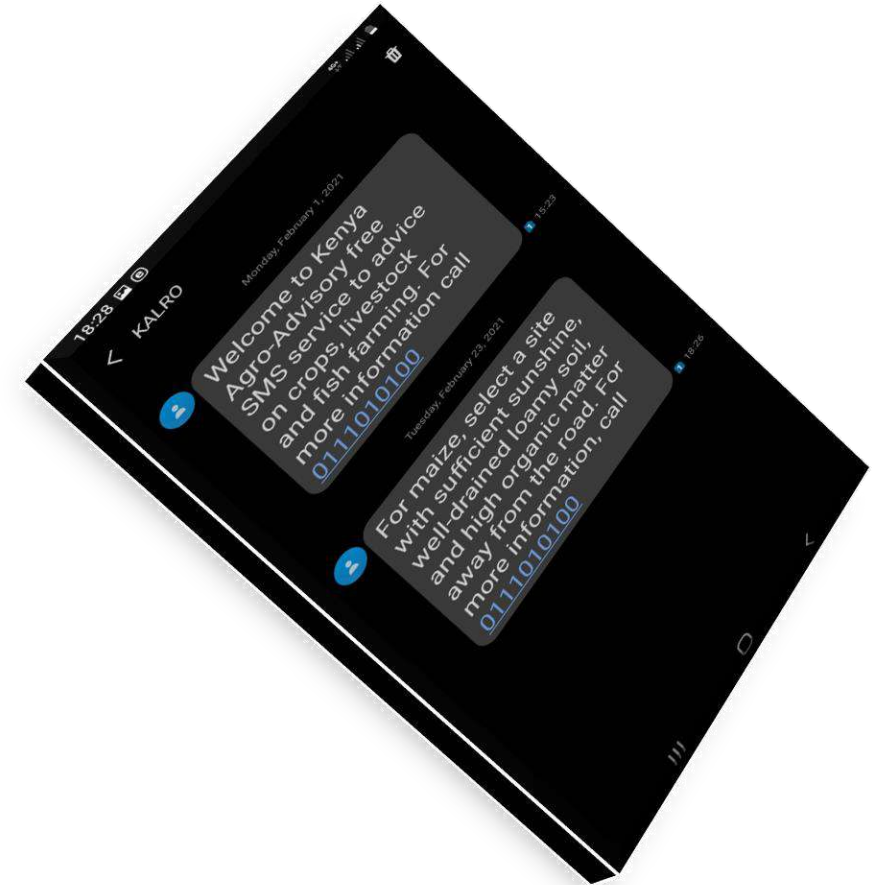 18:28
4G+
KALRO
Monday, February 1, 2021
Welcome to Kenya
Agro-Advisory free
SMS service to advice
on crops, livestock
and fish farming. For
more information call
0111010100
1 15:23
Tuesday, February 23, 2021
For maize, select a site
with sufficient sunshine,
well-drained loamy soil,
and high organic matter
away from the road. For
more information, call
0111010100
1 18:26